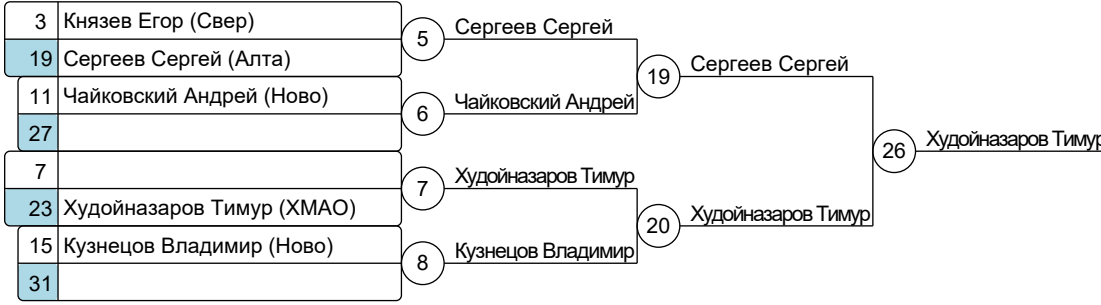 3 Князев Егор (Свер)
19 Сергеев Сергей (Алта)
5 Сергеев Сергей
11 Чайковский Андрей (Ново)
27
6 Чайковский Андрей
19 Сергеев Сергей
7
23 Худойназаров Тимур (ХМАО)
7 Худойназаров Тимур
15 Кузнецов Владимир (Ново)
31
8 Кузнецов Владимир
20 Худойназаров Тимур
26 Худойназаров Тимур